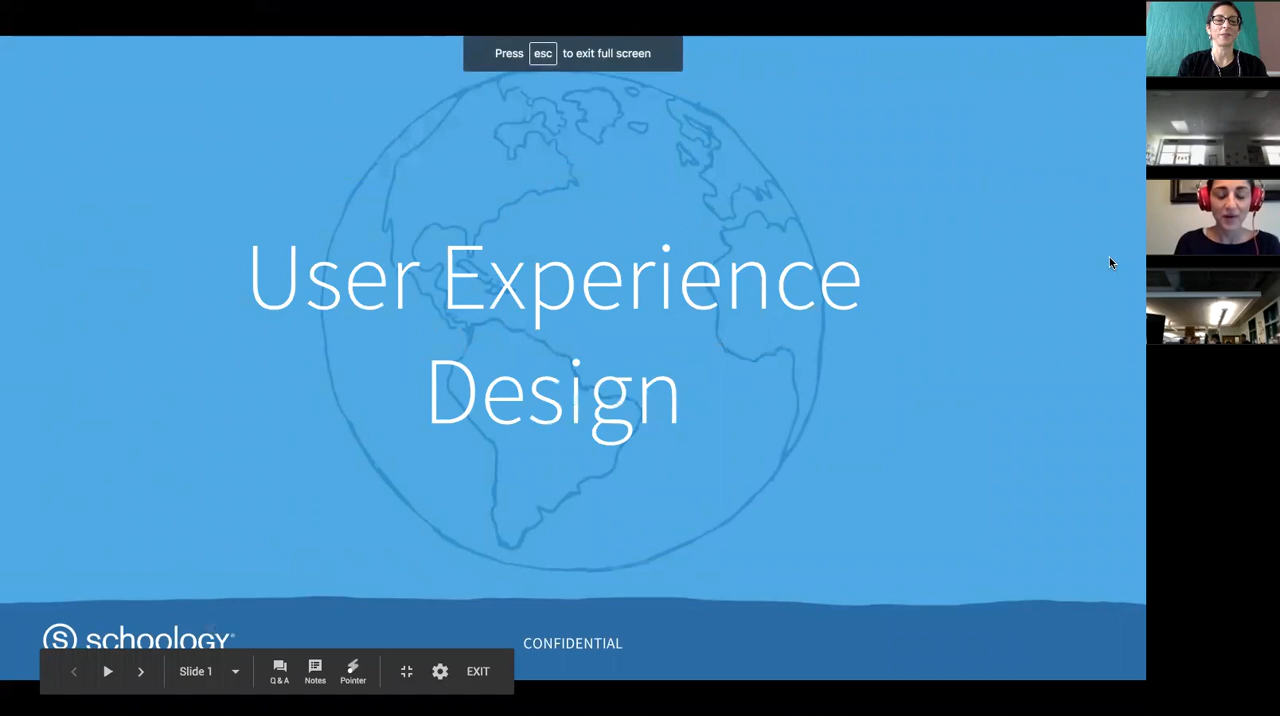 Press esc to exit full screen
User Experience
Design
schoology®
CONFIDENTIAL
Slide 1
Q & A
Notes
Pointer
EXIT